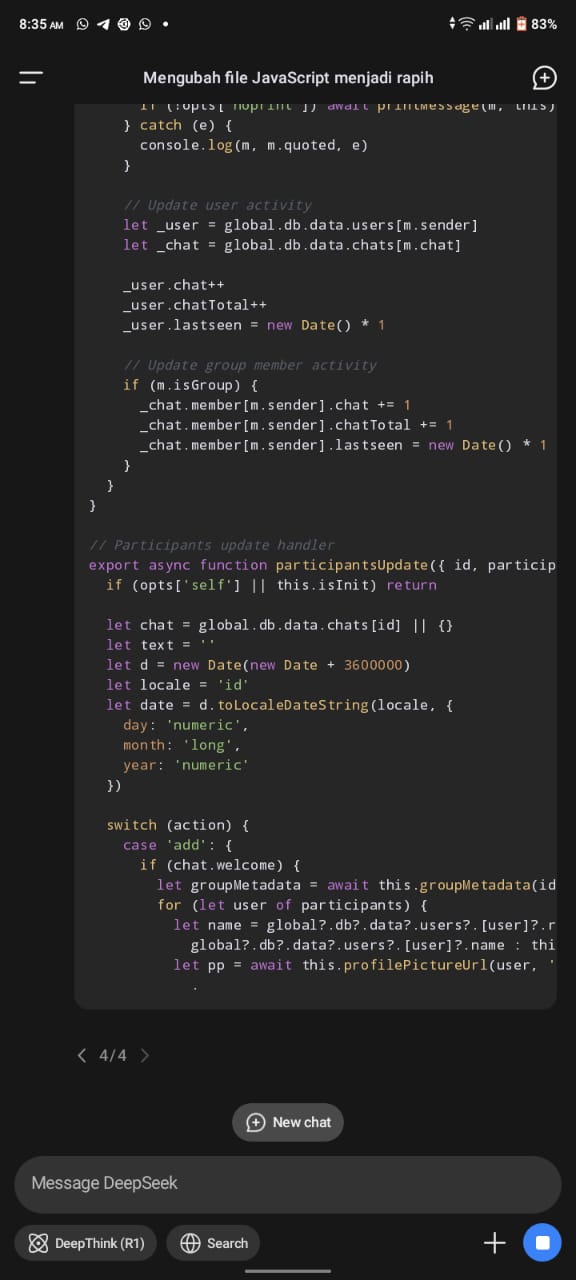 8:35 AM
83%
Mengubah file JavaScript menjadi rapih
if (!opts['noprint']) await printMessage(m, this)
} catch (e) {
console.log(m, m.quoted, e)
}
// Update user activity
let _user = global.db.data.users[m.sender]
let _chat = global.db.data.chats[m.chat]
_user.chat++
_user.chatTotal++
_user.lastseen = new Date() * 1
// Update group member activity
if (m.isGroup) {
_chat.member[m.sender].chat += 1
_chat.member[m.sender].chatTotal += 1
_chat.member[m.sender].lastseen = new Date() * 1
}
}
}
// Participants update handler
export async function participantsUpdate({ id, particip
if (opts['self'] || this.isInit) return
let chat = global.db.data.chats[id] || {}
let text = ''
let d = new Date(new Date + 3600000)
let locale = 'id'
let date = d.toLocaleDateString(locale, {
day: 'numeric',
month: 'long',
year: 'numeric'
})
switch (action) {
case 'add': {
if (chat.welcome) {
let groupMetadata = await this.groupMetadata(id
for (let user of participants) {
let name = global?.db?.data?.users?.[user]?.r
global?.db?.data?.users?.[user]?.name : thi
let pp = await this.profilePictureUrl(user, '
.
< 4/4 >
New chat
Message DeepSeek
DeepThink (R1)
Search